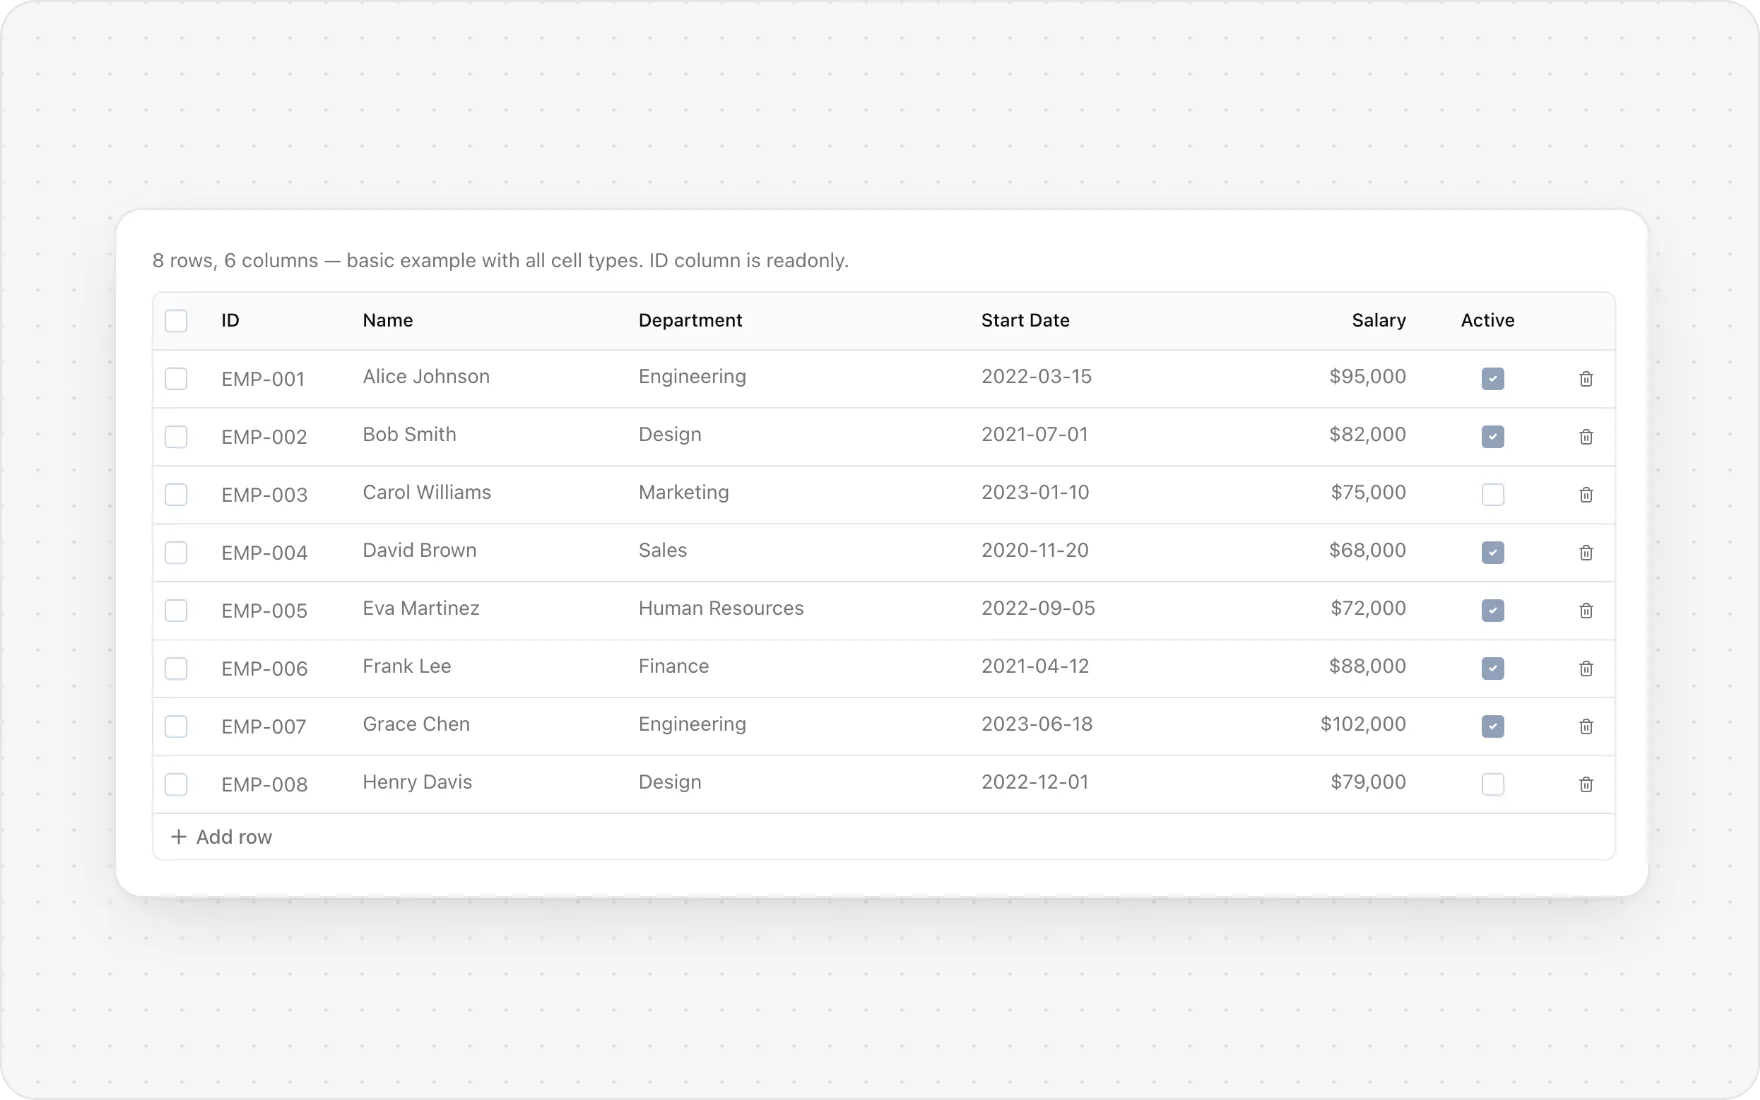 8 rows, 6 columns — basic example with all cell types. ID column is readonly.
ID Name Department Start Date Salary Active
EMP-001 Alice Johnson Engineering 2022-03-15 $95,000
EMP-002 Bob Smith Design 2021-07-01 $82,000
EMP-003 Carol Williams Marketing 2023-01-10 $75,000
EMP-004 David Brown Sales 2020-11-20 $68,000
EMP-005 Eva Martinez Human Resources 2022-09-05 $72,000
EMP-006 Frank Lee Finance 2021-04-12 $88,000
EMP-007 Grace Chen Engineering 2023-06-18 $102,000
EMP-008 Henry Davis Design 2022-12-01 $79,000
+ Add row